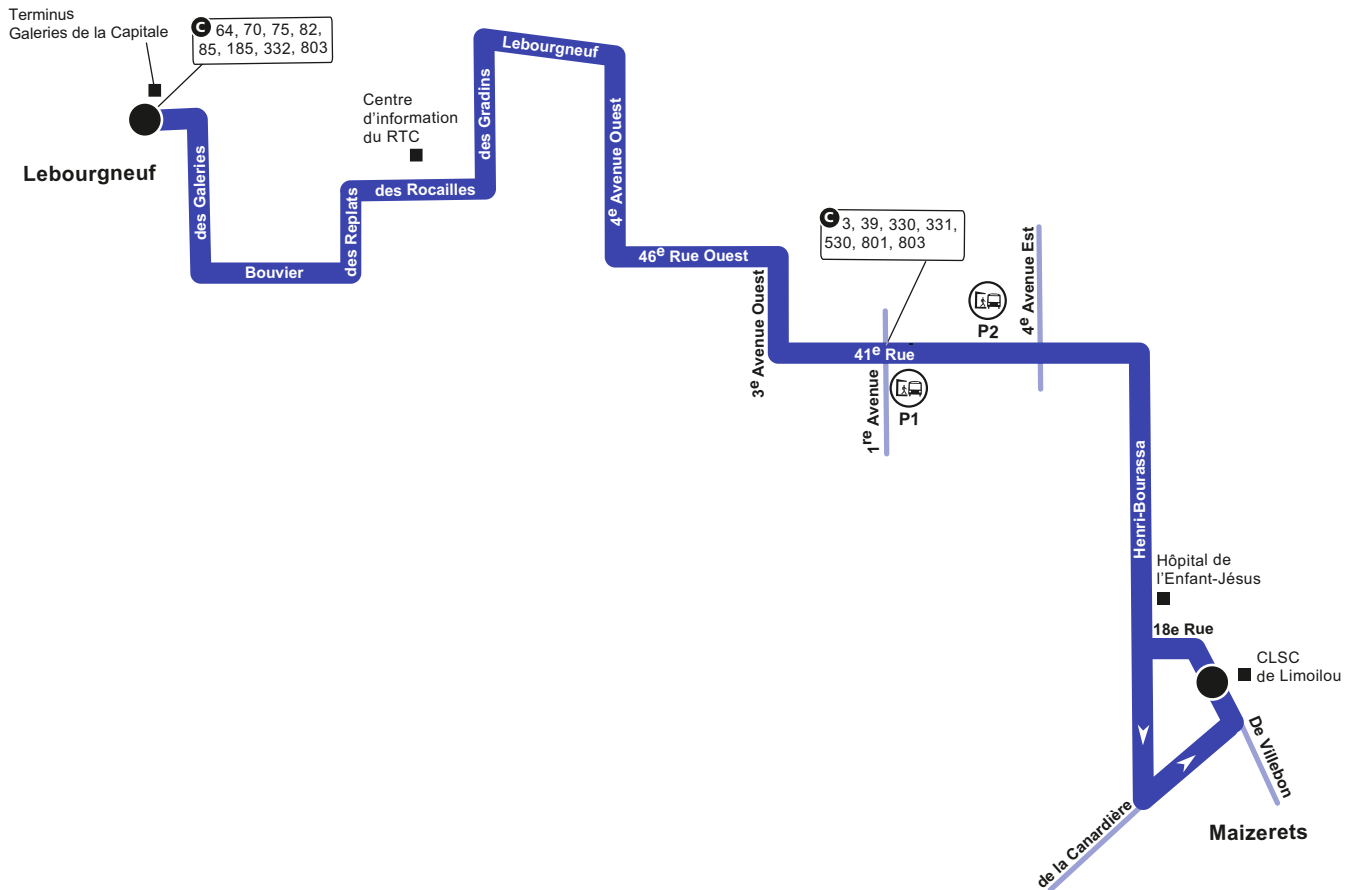 Terminus
Galeries de la Capitale
C 64, 70, 75, 82,
85, 185, 332, 803
Lebourgneuf
des Galeries
Bouvier
des Replats
Centre
d'information
du RTC
des Rocailles
des Gradins
Lebourgneuf
4e Avenue Ouest
46e Rue Ouest
3e Avenue Ouest
C 3, 39, 330, 331,
530, 801, 803
41e Rue
1re Avenue
P1
P2
4e Avenue Est
Henri-Bourassa
Hôpital de
l'Enfant-Jésus
18e Rue
CLSC
de Limoilou
De Villebon
de la Canardière
Maizerets